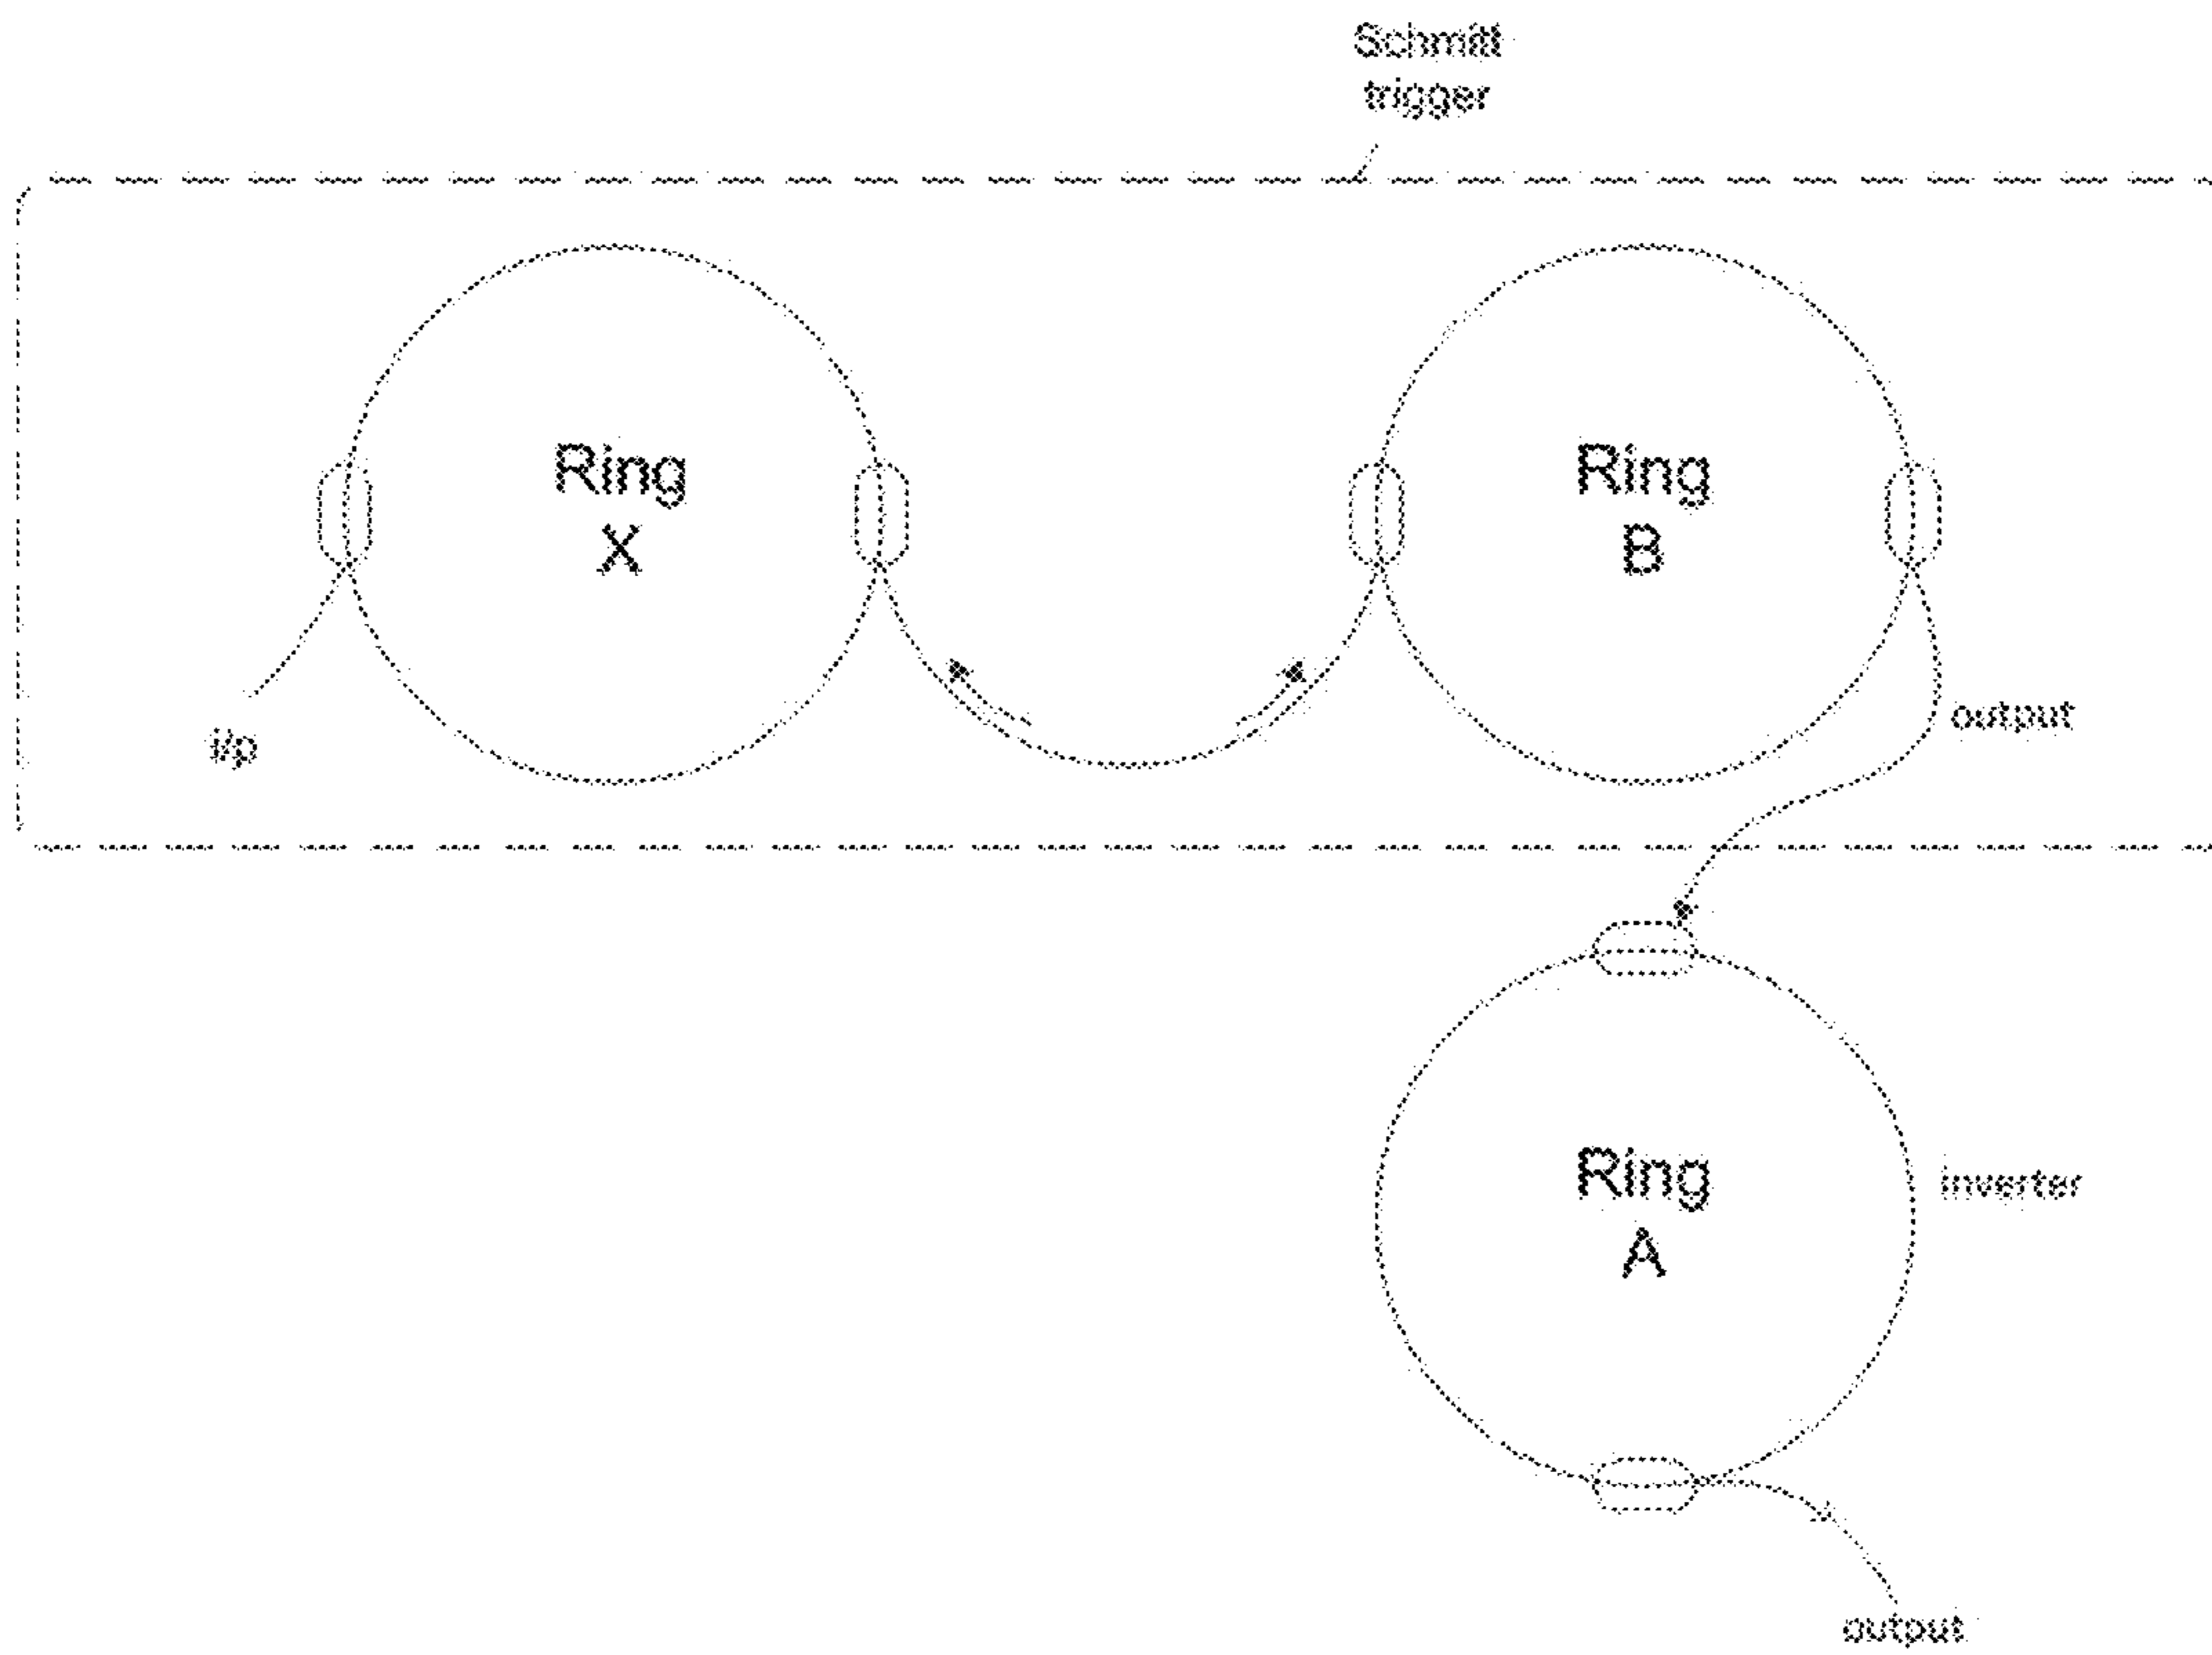 Schmitt
trigger
Ring
X
Ring
B
i/p
output
Ring
A
inverter
output